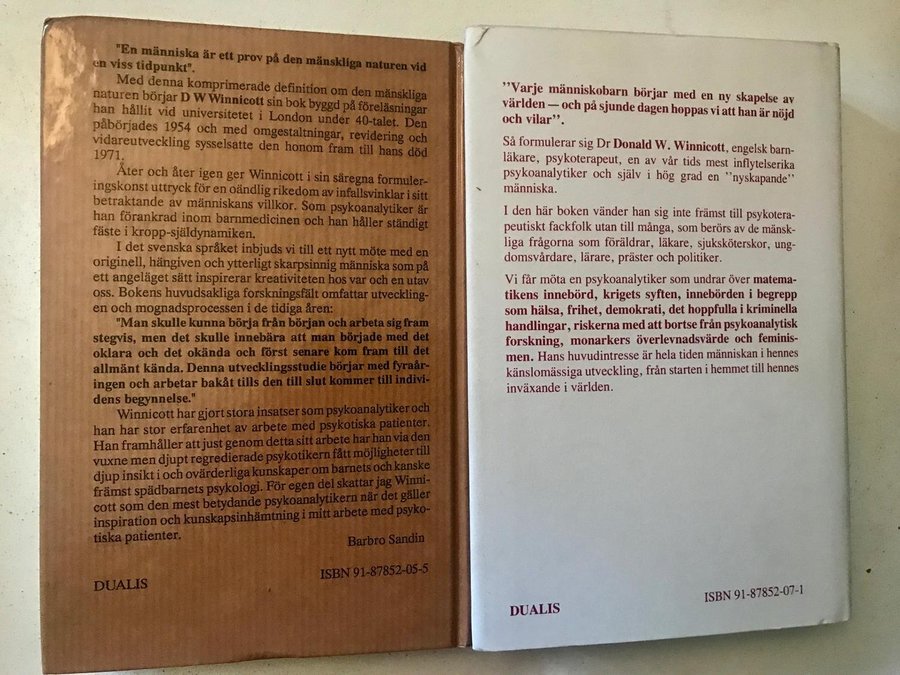 "En människa är ett prov på den mänskliga naturen vid
en viss tidpunkt".
Med denna komprimerade definition om den mänskliga
naturen börjar D W Winnicott sin bok byggd på föreläsningar
han hållit vid universitetet i London under 40-talet. Den
påbörjades 1954 och med omgestaltningar, revidering och
vidareutveckling sysselsatte den honom fram till hans död
1971.
Åter och åter igen ger Winnicott i sin säregna formuler-
ingskonst uttryck för en oändlig rikedom av infallsvinklar i sitt
betraktande av människans villkor. Som psykoanalytiker är
han förankrad inom barnmedicinen och han håller ständigt
fäste i kropp-själdynamiken.
I det svenska språket inbjuds vi till ett nytt möte med en
originell, hängiven och ytterligt skarpsinnig människa som på
ett angeläget sätt inspirerar kreativiteten hos var och en utav
oss. Bokens huvudsakliga forskningsfält omfattar utveckling-
en och mognadsprocessen i de tidiga åren:
"Man skulle kunna börja från början och arbeta sig fram
stegvis, men det skulle innebära att man började med det
oklara och det okända och först senare kom fram till det
allmänt kända. Denna utvecklingsstudie börjar med fyraår-
ingen och arbetar bakåt tills den till slut kommer till indivi-
dens begynnelse."
Winnicott har gjort stora insatser som psykoanalytiker och
han har stor erfarenhet av arbete med psykotiska patienter.
Han framhåller att just genom detta sitt arbete har han via den
vuxne men djupt regredierade psykotikern fått möjligheter till
djup insikt i och ovärderliga kunskaper om barnets och kanske
främst spädbarnets psykologi. För egen del skattar jag Winni-
cott som den mest betydande psykoanalytikern när det gäller
inspiration och kunskapsinhämtning i mitt arbete med psyko-
tiska patienter.
Barbro Sandin
DUALIS
ISBN 91-87852-05-5
"Varje människobarn börjar med en ny skapelse av
världen — och på sjunde dagen hoppas vi att han är nöjd
och vilar".
Så formulerar sig Dr Donald W. Winnicott, engelsk barn-
läkare, psykoterapeut, en av vår tids mest inflytelserika
psykoanalytiker och själv i hög grad en "nyskapande"
människa.
I den här boken vänder han sig inte främst till psykotera-
peutiskt fackfolk utan till många, som berörs av de mänsk-
liga frågorna som föräldrar, läkare, sjuksköterskor, ung-
domsvårdare, lärare, präster och politiker.
Vi får möta en psykoanalytiker som undrar över matema-
tikens innebörd, krigets syften, innebörden i begrepp
som hälsa, frihet, demokrati, det hoppfulla i kriminella
handlingar, riskerna med att bortse från psykoanalytisk
forskning, monarkers överlevnadsvärde och feminis-
men. Hans huvudintresse är hela tiden människan i hennes
känslomässiga utveckling, från starten i hemmet till hennes
inväxande i världen.
DUALIS
ISBN 91-87852-07-1